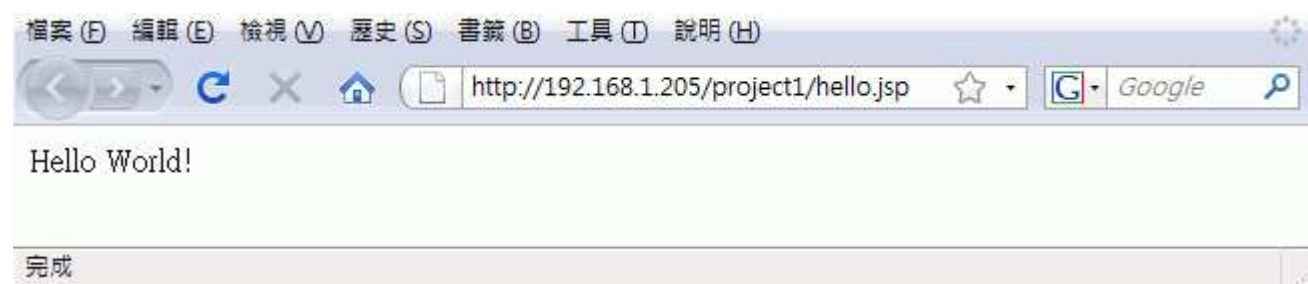 檔案 (F) 編輯 (E) 檢視 (V) 歷史 (S) 書籤 (B) 工具 (T) 說明 (H)
http://192.168.1.205/project1/hello.jsp G Google
Hello World!
完成